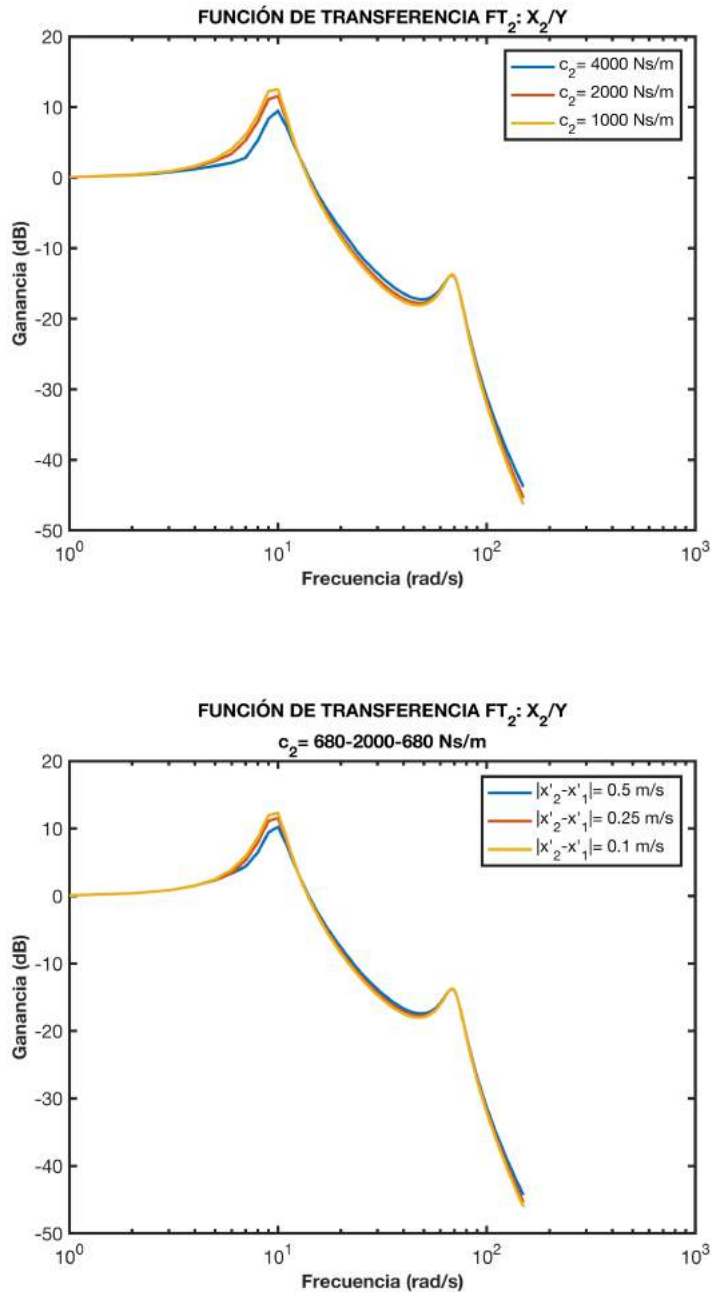 FUNCIÓN DE TRANSFERENCIA FT2: X2/Y
20
10
0
-10
-20
-30
-40
-50
Ganancia (dB)
c2= 4000 Ns/m
c2= 2000 Ns/m
c2= 1000 Ns/m
10^0 10^1 10^2 10^3
Frecuencia (rad/s)
FUNCIÓN DE TRANSFERENCIA FT2: X2/Y
c2= 680-2000-680 Ns/m
20
10
0
-10
-20
-30
-40
-50
Ganancia (dB)
|x'2-x'1|= 0.5 m/s
|x'2-x'1|= 0.25 m/s
|x'2-x'1|= 0.1 m/s
10^0 10^1 10^2 10^3
Frecuencia (rad/s)